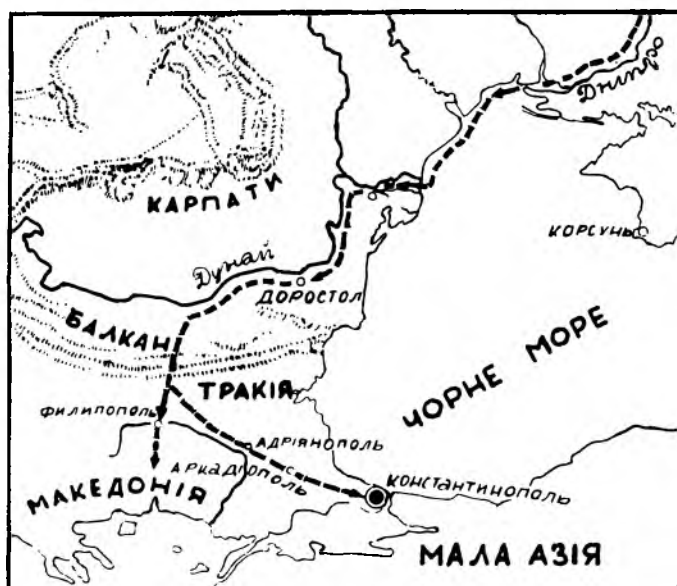 Дніпро
КАРПАТИ
КОРСУНЬ
Дунай
ДОРОСТОЛ
БАЛКАН
ЧОРНЕ МОРЕ
ТРАКІЯ
ФИЛИПОПОЛЬ
АДРІЯНОПОЛЬ
АРКАДІОПОЛЬ
КОНСТАНТИНОПОЛЬ
МАКЕДОНІЯ
МАЛА АЗІЯ